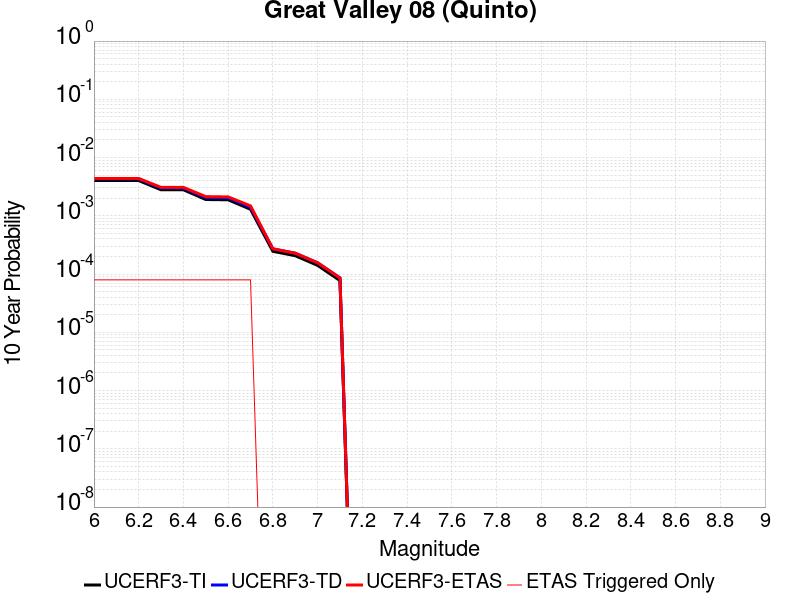 Great Valley 08 (Quinto)
10^0
10^-1
10^-2
10^-3
10^-4
10^-5
10^-6
10^-7
10^-8
10 Year Probability
6 6.2 6.4 6.6 6.8 7 7.2 7.4 7.6 7.8 8 8.2 8.4 8.6 8.8 9
Magnitude
UCERF3-TI UCERF3-TD UCERF3-ETAS ETAS Triggered Only